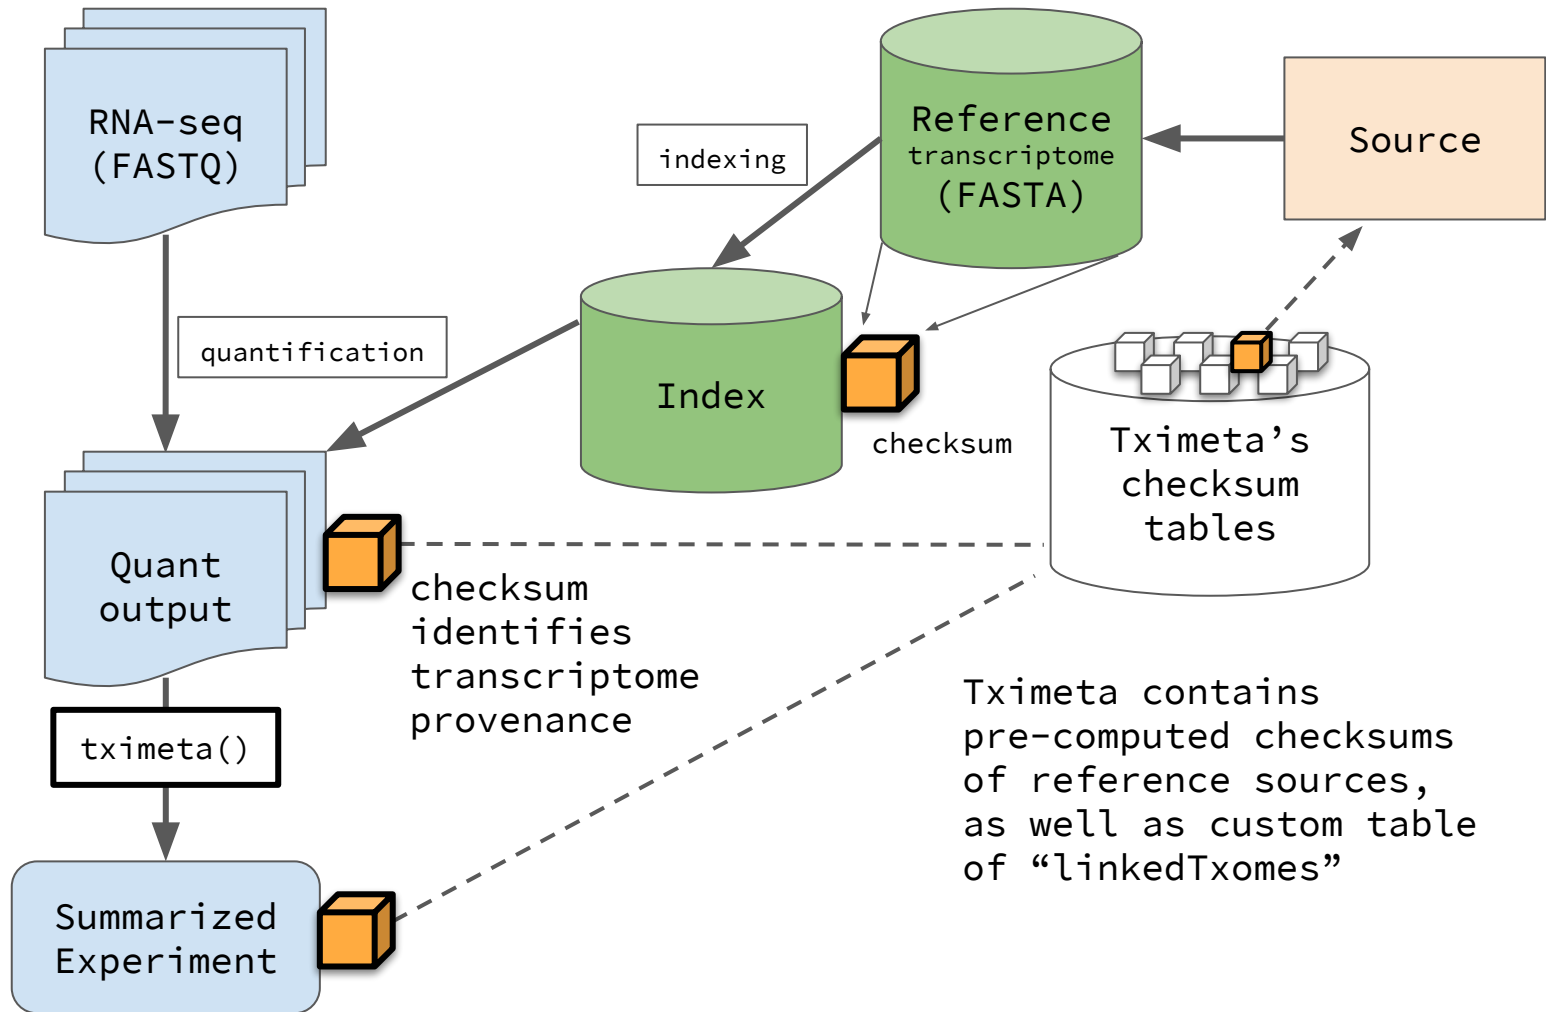 RNA-seq
(FASTQ)
indexing
Reference
transcriptome
(FASTA)
Source
quantification
Index
checksum
Tximeta’s
checksum
tables
Quant
output
checksum
identifies
transcriptome
provenance
tximeta()
Tximeta contains
pre-computed checksums
of reference sources,
as well as custom table
of “linkedTxomes”
Summarized
Experiment